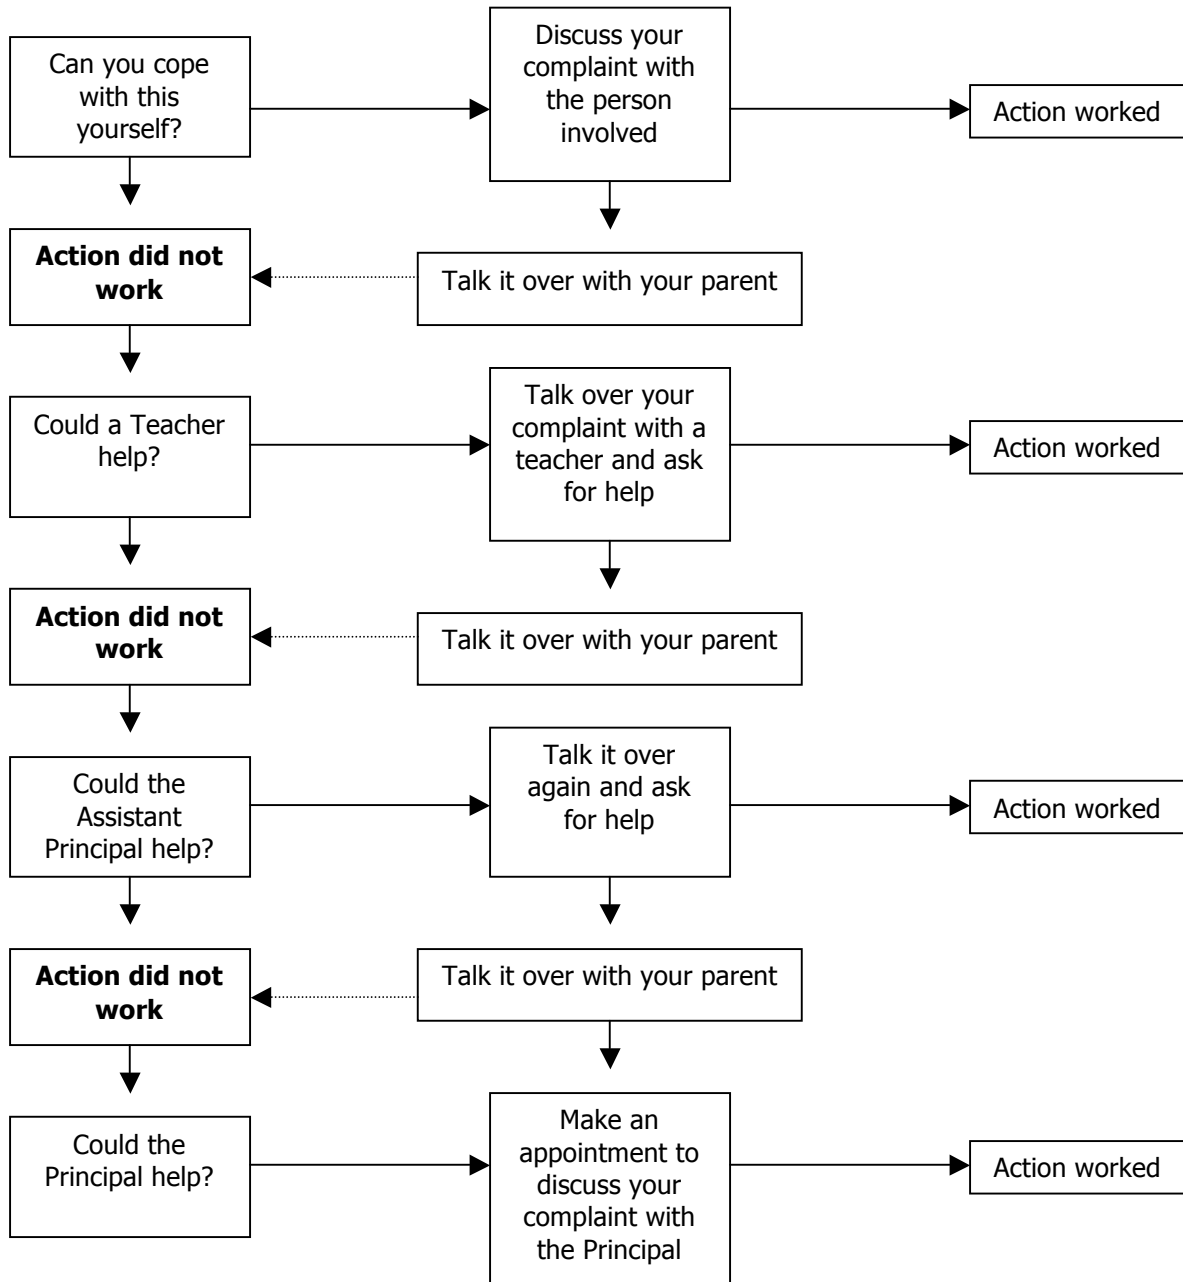 Can you cope
with this
yourself?
Discuss your
complaint with
the person
involved
Action worked
Action did not
work
Talk it over with your parent
Could a Teacher
help?
Talk over your
complaint with a
teacher and ask
for help
Action worked
Action did not
work
Talk it over with your parent
Could the
Assistant
Principal help?
Talk it over
again and ask
for help
Action worked
Action did not
work
Talk it over with your parent
Could the
Principal help?
Make an
appointment to
discuss your
complaint with
the Principal
Action worked